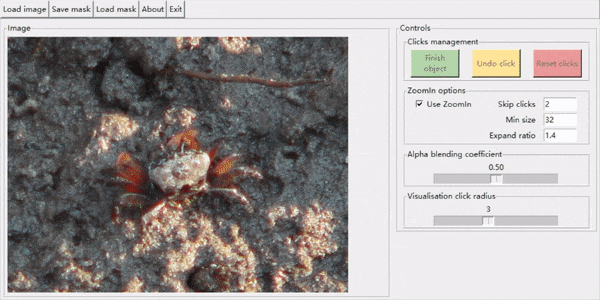 Load image Save mask Load mask About Exit
Image
Controls
Clicks management
Finish
object
Undo click
Reset clicks
ZoomIn options
Use ZoomIn
Skip clicks 2
Min size 32
Expand ratio 1.4
Alpha blending coefficient
0.50
Visualisation click radius
3